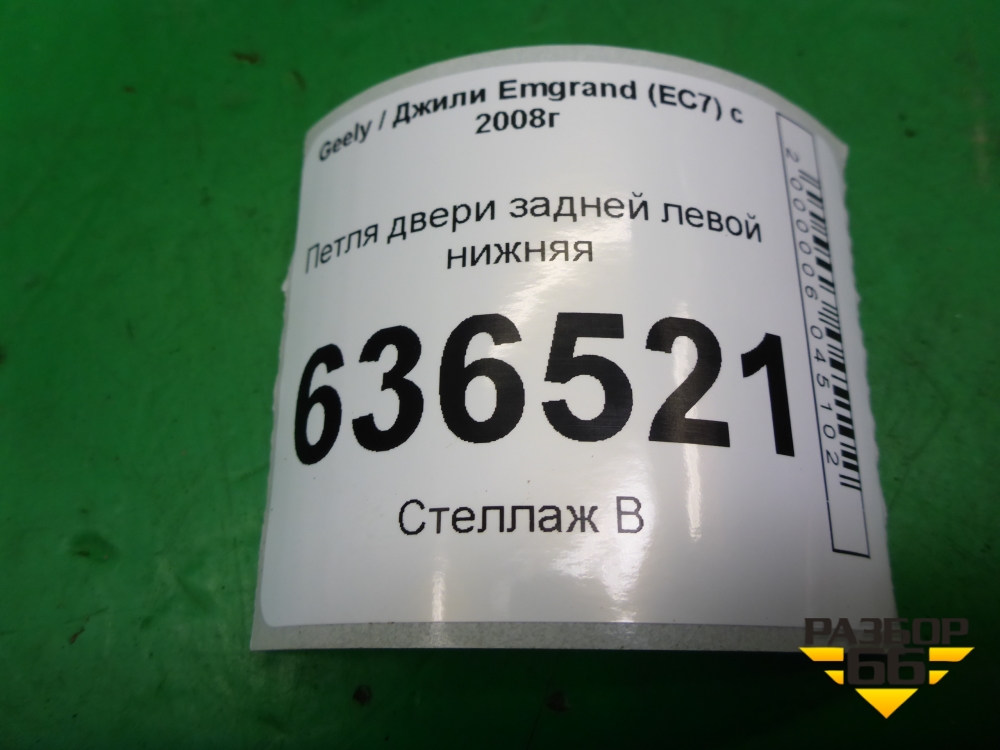 Geely / Джили Emgrand (EC7) с
2008г
Петля двери задней левой
нижняя
636521
Стеллаж В
2000006045102
РАЗБОР
66